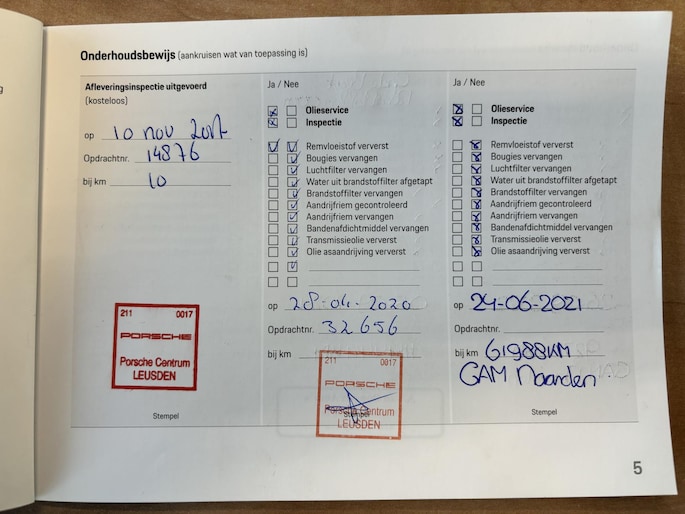 Onderhoudsbewijs (aankruisen wat van toepassing is)
Afleveringsinspectie uitgevoerd
(kosteloos)
op 10 nov 2017
Opdrachtnr. 14876
bij km 10
211 0017
PORSCHE
Porsche Centrum
LEUSDEN
Stempel
Ja / Nee
Olieservice
Inspectie
Remvloeistof ververst
Bougies vervangen
Luchtfilter vervangen
Water uit brandstoffilter afgetapt
Brandstoffilter vervangen
Aandrijfriem gecontroleerd
Aandrijfriem vervangen
Bandenafdichtmiddel vervangen
Transmissieolie ververst
Olie asaandrijving ververst
op 28-04-2020
Opdrachtnr. 32656
bij km
211 0017
PORSCHE
Porsche Centrum
LEUSDEN
Stempel
Ja / Nee
Olieservice
Inspectie
Remvloeistof ververst
Bougies vervangen
Luchtfilter vervangen
Water uit brandstoffilter afgetapt
Brandstoffilter vervangen
Aandrijfriem gecontroleerd
Aandrijfriem vervangen
Bandenafdichtmiddel vervangen
Transmissieolie ververst
Olie asaandrijving ververst
op 24-06-2021
Opdrachtnr.
bij km 61988KM
GAM Naarden.
Stempel
5